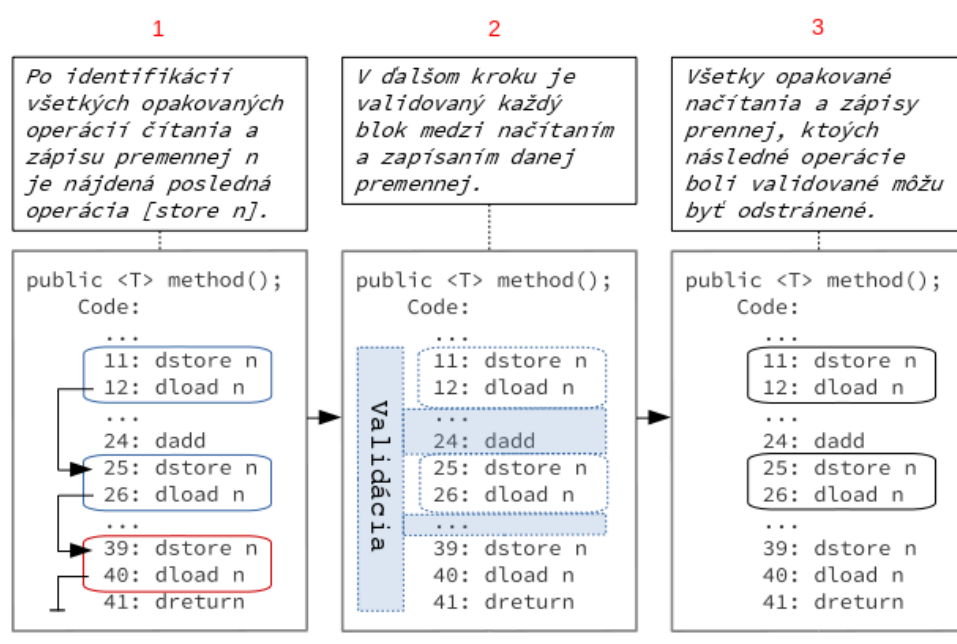 1
Po identifikácií
všetkých opakovaných
operácií čítania a
zápisu premennej n
je nájdená posledná
operácia [store n].
public <T> method();
Code:
...
11: dstore n
12: dload n
...
24: dadd
25: dstore n
26: dload n
...
39: dstore n
40: dload n
41: dreturn
2
V ďalšom kroku je
validovaný každý
blok medzi načítaním
a zapísaním danej
premennej.
public <T> method();
Code:
Validácia
...
11: dstore n
12: dload n
...
24: dadd
25: dstore n
26: dload n
...
39: dstore n
40: dload n
41: dreturn
3
Všetky opakované
načítania a zápisy
prennej, ktoých
následné operácie
boli validované môžu
byť odstránené.
public <T> method();
Code:
...
11: dstore n
12: dload n
...
24: dadd
25: dstore n
26: dload n
...
39: dstore n
40: dload n
41: dreturn